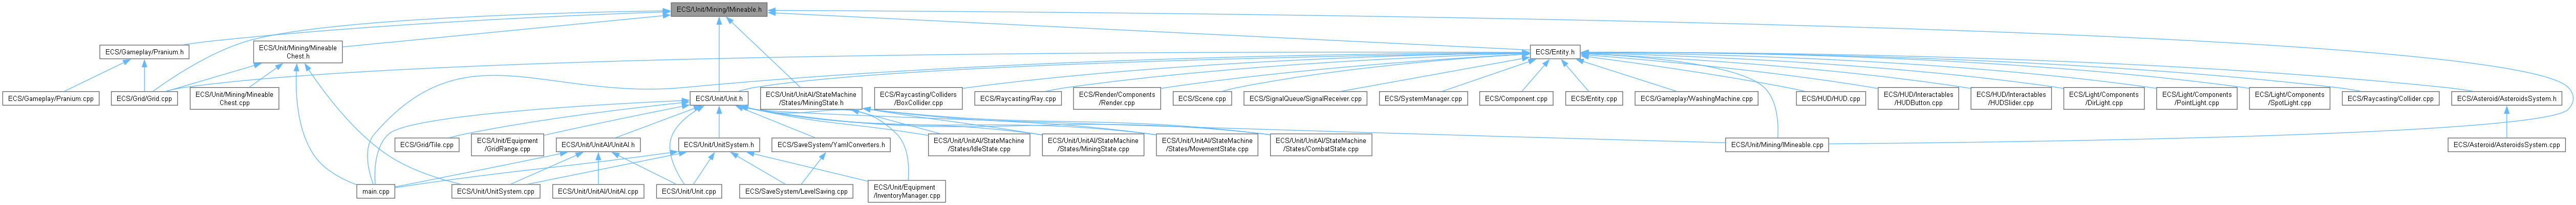 ECS/Unit/Mining/IMineable.h
ECS/Gameplay/Pranium.h
ECS/Unit/Mining/Mineable
Chest.h
ECS/Entity.h
ECS/Gameplay/Pranium.cpp
ECS/Grid/Grid.cpp
ECS/Unit/Mining/Mineable
Chest.cpp
ECS/Unit/Unit.h
ECS/Unit/UnitAI/StateMachine
/States/MiningState.h
ECS/Raycasting/Colliders
/BoxCollider.cpp
ECS/Raycasting/Ray.cpp
ECS/Render/Components
/Render.cpp
ECS/Scene.cpp
ECS/SignalQueue/SignalReceiver.cpp
ECS/SystemManager.cpp
ECS/Component.cpp
ECS/Entity.cpp
ECS/Gameplay/WashingMachine.cpp
ECS/HUD/HUD.cpp
ECS/HUD/Interactables
/HUDButton.cpp
ECS/HUD/Interactables
/HUDSlider.cpp
ECS/Light/Components
/DirLight.cpp
ECS/Light/Components
/PointLight.cpp
ECS/Light/Components
/SpotLight.cpp
ECS/Raycasting/Collider.cpp
ECS/Asteroid/AsteroidsSystem.h
ECS/Grid/Tile.cpp
ECS/Unit/Equipment
/GridRange.cpp
ECS/Unit/UnitAI/UnitAI.h
ECS/Unit/UnitSystem.h
ECS/SaveSystem/YamlConverters.h
ECS/Unit/UnitAI/StateMachine
/States/IdleState.cpp
ECS/Unit/UnitAI/StateMachine
/States/MiningState.cpp
ECS/Unit/UnitAI/StateMachine
/States/MovementState.cpp
ECS/Unit/UnitAI/StateMachine
/States/CombatState.cpp
ECS/Unit/Mining/IMineable.cpp
ECS/Asteroid/AsteroidsSystem.cpp
main.cpp
ECS/Unit/UnitSystem.cpp
ECS/Unit/UnitAI/UnitAI.cpp
ECS/Unit/Unit.cpp
ECS/SaveSystem/LevelSaving.cpp
ECS/Unit/Equipment
/InventoryManager.cpp